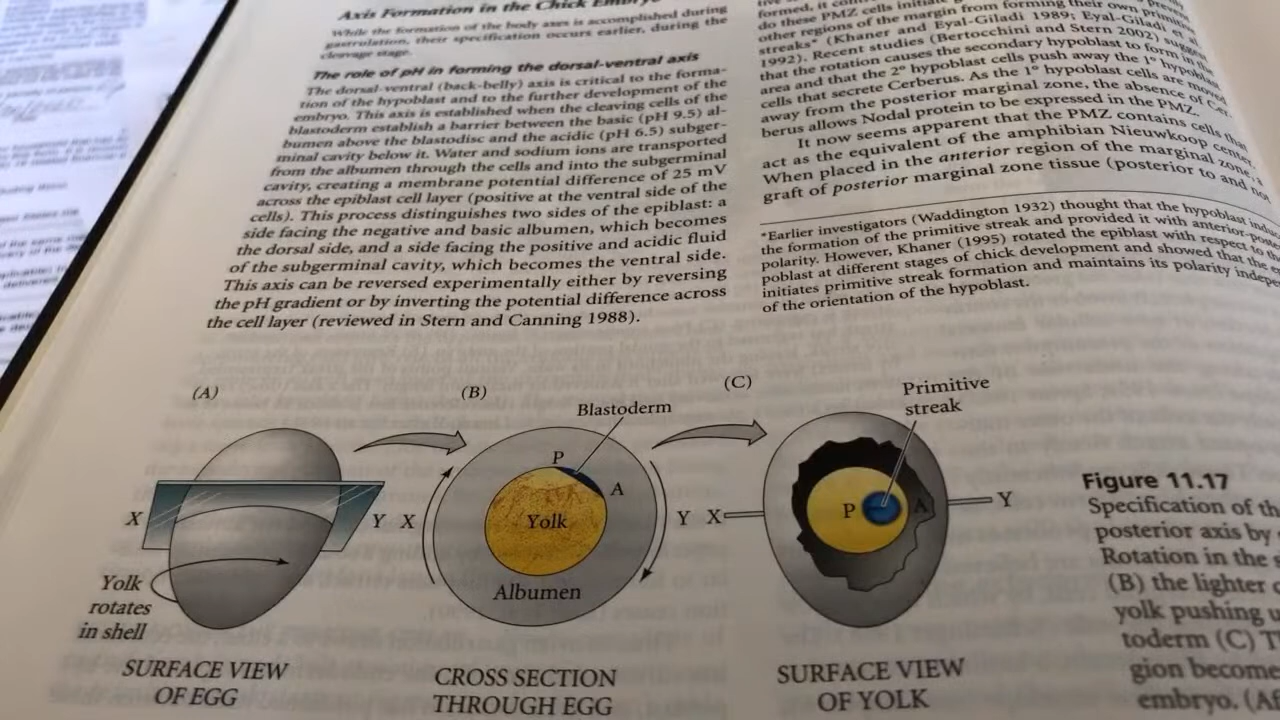 Axis Formation in the Chick Embryo
While the formation of the body axes is accomplished during
gastrulation, their specification occurs earlier, during the
cleavage stage.
The role of pH in forming the dorsal-ventral axis
The dorsal-ventral (back-belly) axis is critical to the forma-
tion of the hypoblast and to the further development of the
embryo. This axis is established when the cleaving cells of the
blastoderm establish a barrier between the basic (pH 9.5) al-
bumen above the blastodisc and the acidic (pH 6.5) subger-
minal cavity below it. Water and sodium ions are transported
from the albumen through the cells and into the subgerminal
cavity, creating a membrane potential difference of 25 mV
across the epiblast cell layer (positive at the ventral side of the
cells). This process distinguishes two sides of the epiblast: a
side facing the negative and basic albumen, which becomes
the dorsal side, and a side facing the positive and acidic fluid
of the subgerminal cavity, which becomes the ventral side.
This axis can be reversed experimentally either by reversing
the pH gradient or by inverting the potential difference across
the cell layer (reviewed in Stern and Canning 1988).
formed, it
do these PMZ cells initiate
other regions of the margin from forming their own
streaks* (Khaner and Eyal-Giladi 1989; Eyal-Giladi et
1992). Recent studies (Bertocchini and Stern 2002)
that the rotation causes the secondary hypoblast to form in the
area and that the 2° hypoblast cells push away the 1° hypoblast
cells that secrete Cerberus. As the 1° hypoblast cells are moved
away from the posterior marginal zone, the absence of Cer-
berus allows Nodal protein to be expressed in the PMZ.
It now seems apparent that the PMZ contains cells that
act as the equivalent of the amphibian Nieuwkoop center.
When placed in the anterior region of the marginal zone,
graft of posterior marginal zone tissue (posterior to and not
*Earlier investigators (Waddington 1932) thought that the hypoblast
the formation of the primitive streak and provided it with
polarity. However, Khaner (1995) rotated the epiblast with respect to
poblast at different stages of chick development and showed that the
initiates primitive streak formation and maintains its polarity
of the orientation of the hypoblast.
(A)
X
Y
Yolk
rotates
in shell
SURFACE VIEW
OF EGG
(B)
Blastoderm
P
A
X
Yolk
Y
Albumen
CROSS SECTION
THROUGH EGG
(C)
Primitive
streak
X
P
A
Y
SURFACE VIEW
OF YOLK
Figure 11.17
Specification of
posterior axis by
Rotation in the
(B) the lighter
yolk pushing
toderm (C)
gion
embryo.